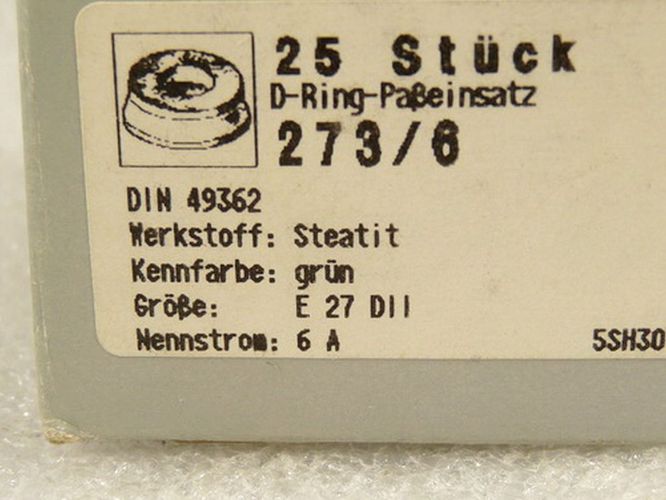 25 Stück
D-Ring-Paßeinsatz
273/6
DIN 49362
Werkstoff: Steatit
Kennfarbe: grün
Größe: E 27 DII
Nennstrom: 6 A
5SH30